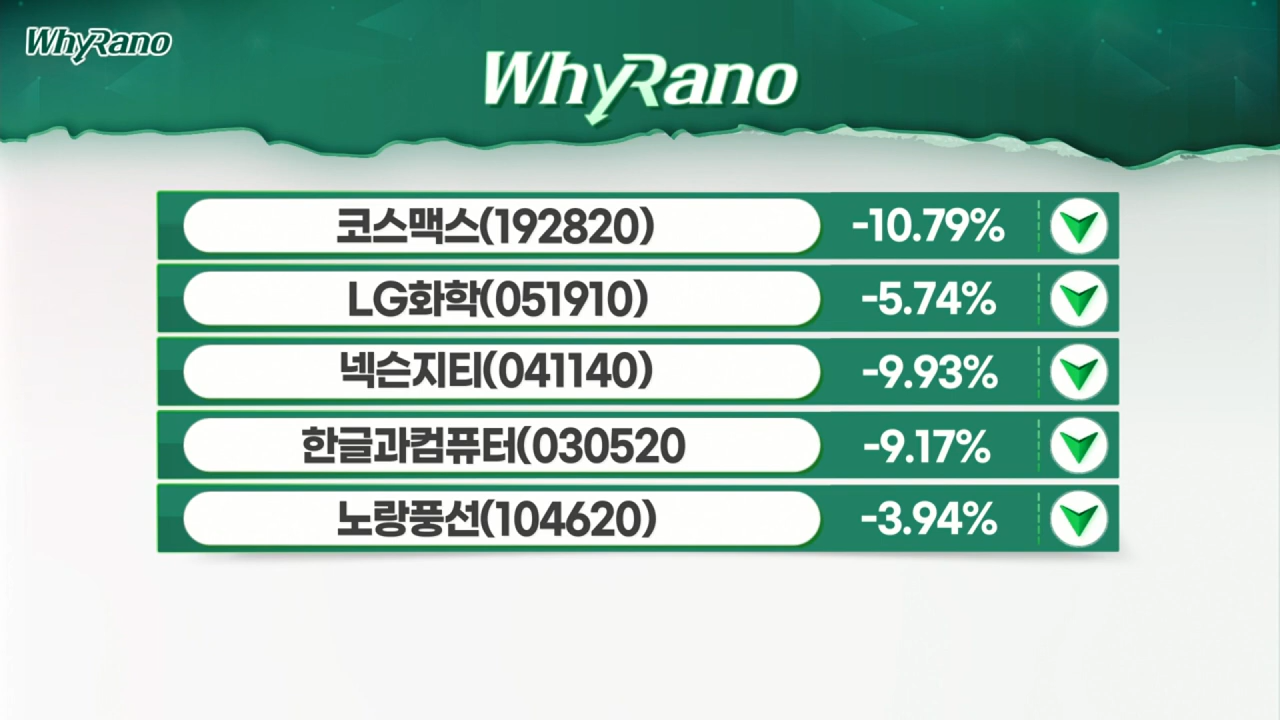 WhyRano
WhyRano
코스맥스(192820) -10.79%
LG화학(051910) -5.74%
넥슨지티(041140) -9.93%
한글과컴퓨터(030520 -9.17%
노랑풍선(104620) -3.94%